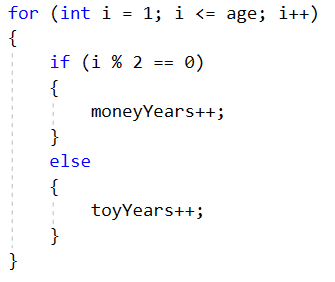 for (int i = 1; i <= age; i++)
{
    if (i % 2 == 0)
    {
        moneyYears++;
    }
    else
    {
        toyYears++;
    }
}